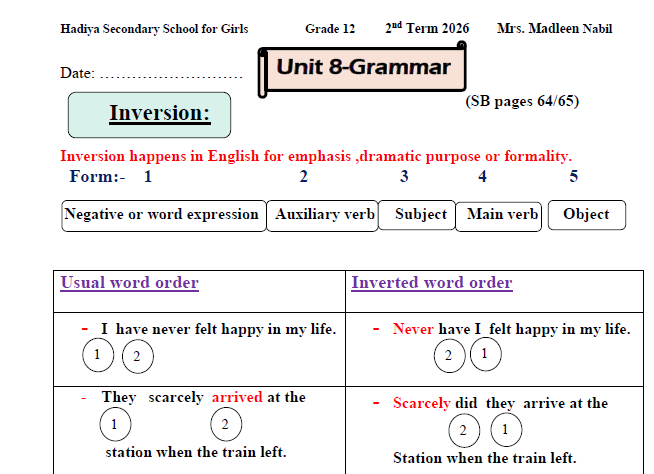 Hadiya Secondary School for Girls Grade 12 2nd Term 2026 Mrs. Madleen Nabil
Unit 8-Grammar
Date: ...........................
(SB pages 64/65)
Inversion:
Inversion happens in English for emphasis ,dramatic purpose or formality.
Form:- 1 2 3 4 5
Negative or word expression Auxiliary verb Subject Main verb Object
Usual word order Inverted word order
- I have never felt happy in my life. - Never have I felt happy in my life.
1 2 2 1
- They scarcely arrived at the - Scarcely did they arrive at the
1 2 2 1
station when the train left. Station when the train left.